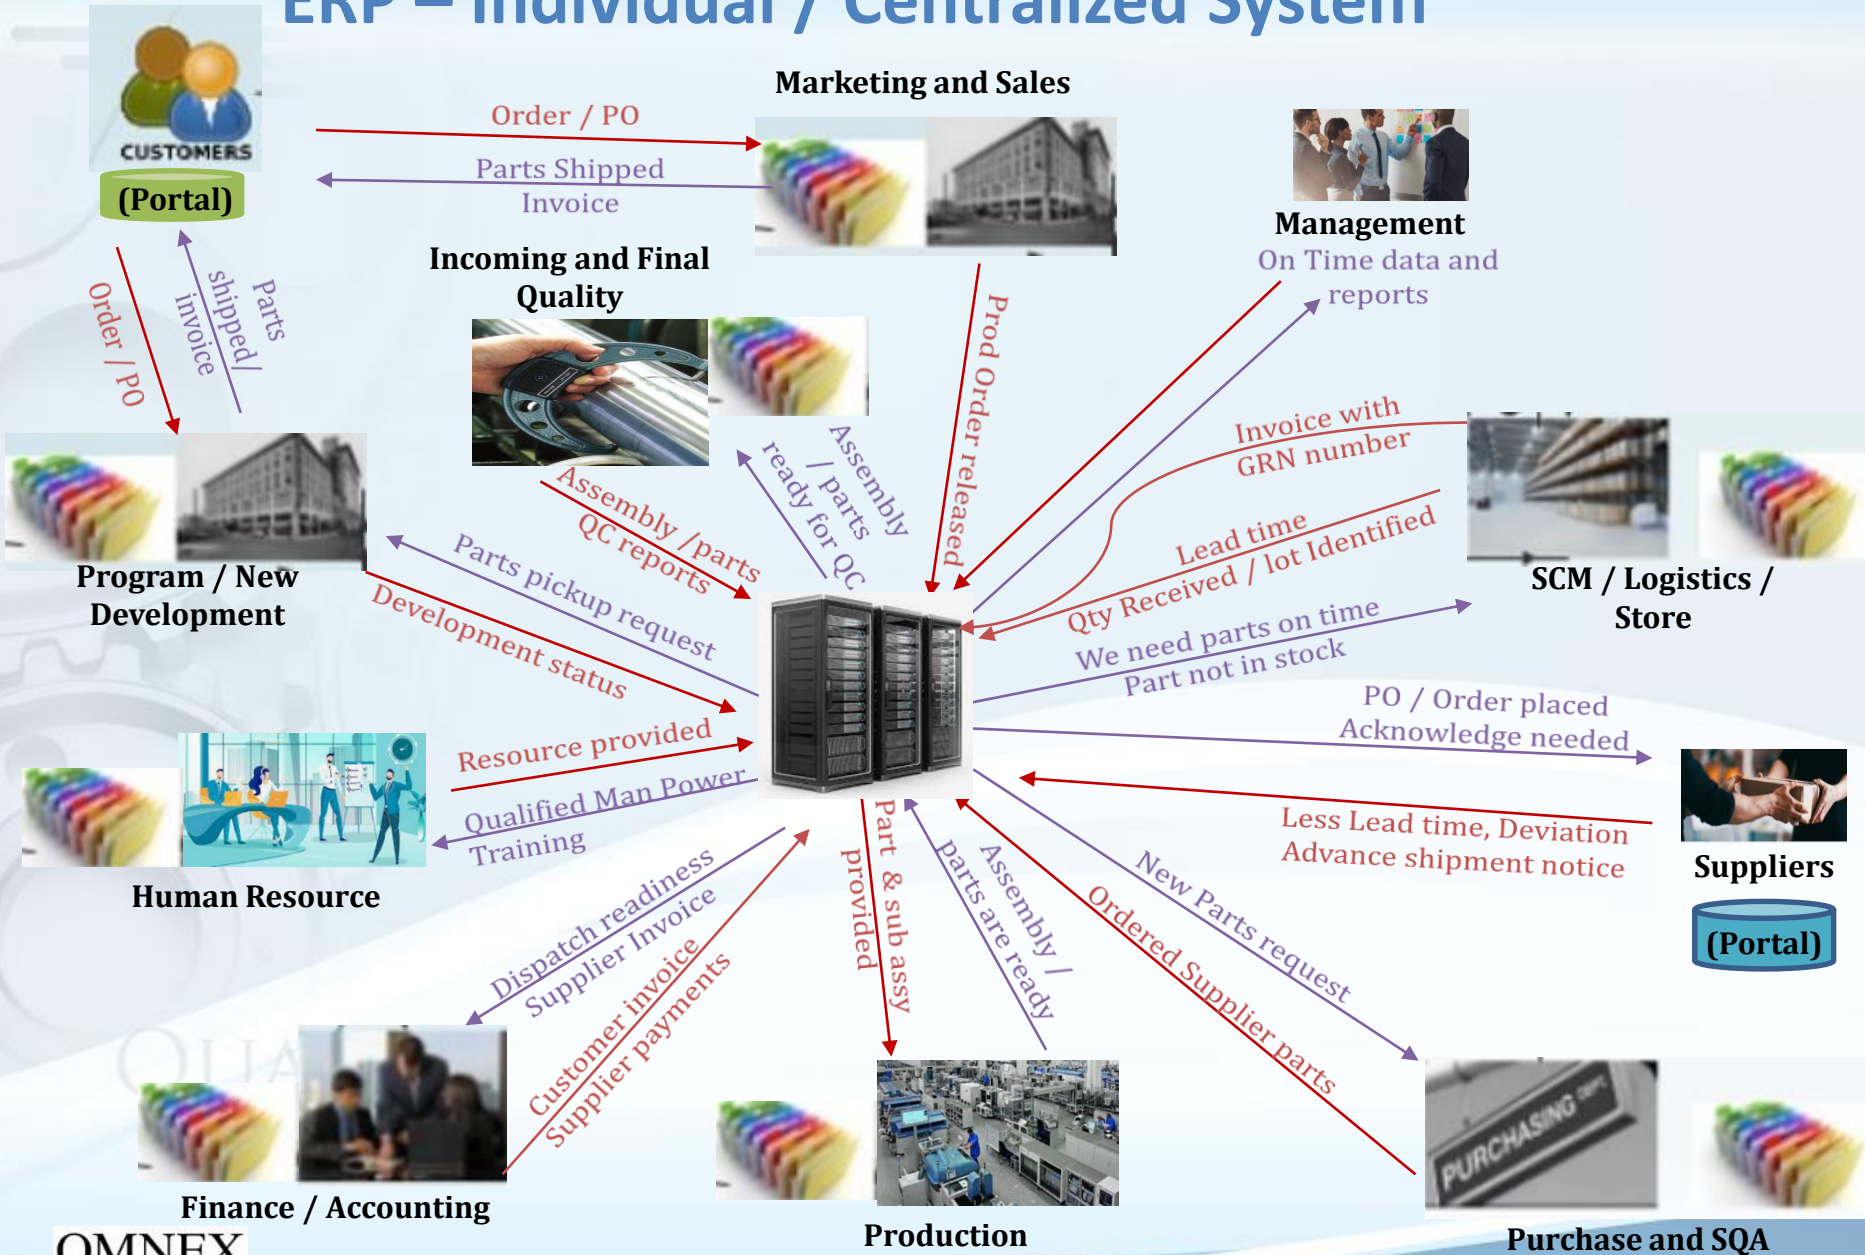 ERP – Individual / Centralized System
CUSTOMERS
(Portal)
Order / PO
Parts Shipped
Invoice
Marketing and Sales
Management
On Time data and
reports
Incoming and Final
Quality
Order / PO
Parts
shipped/
invoice
Prod Order released
Assembly
/ parts
ready for QC
Assembly /parts
QC reports
Invoice with
GRN number
Lead time
Qty Received / lot Identified
We need parts on time
Part not in stock
SCM / Logistics /
Store
Program / New
Development
Parts pickup request
Development status
PO / Order placed
Acknowledge needed
Less Lead time, Deviation
Advance shipment notice
Suppliers
(Portal)
Resource provided
Qualified Man Power
Training
Human Resource
Dispatch readiness
Supplier Invoice
Customer invoice
Supplier payments
Part & sub assy
provided
Assembly /
parts are ready
New Parts request
Ordered Supplier parts
QUA
PURCHASING DEPT.
Finance / Accounting
Production
Purchase and SQA
OMNEX